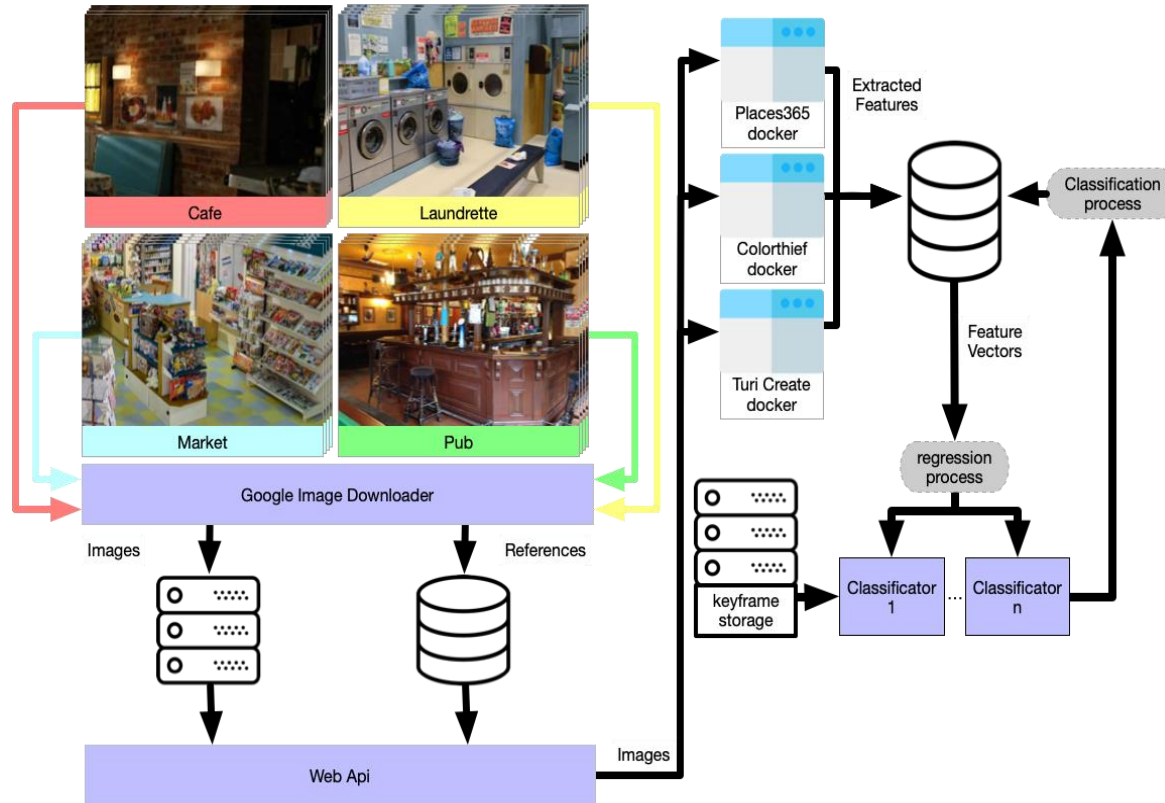 Cafe
Laundrette
Market
Pub
Google Image Downloader
Images
References
Web Api
Images
Places365
docker
Colorthief
docker
Turi Create
docker
Extracted
Features
Classification
process
Feature
Vectors
regression
process
keyframe
storage
Classificator
1
...
Classificator
n